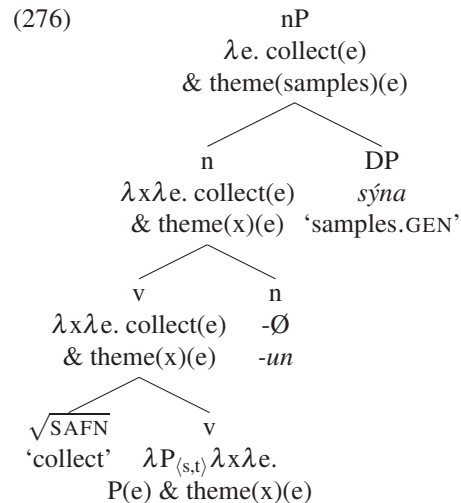 (276) nP
λe. collect(e)
& theme(samples)(e)
n DP
λxλe. collect(e) sýna
& theme(x)(e) ‘samples.GEN’
v n
λxλe. collect(e) -Ø
& theme(x)(e) -un
√SAFN v
‘collect’ λP⟨s,t⟩λxλe.
P(e) & theme(x)(e)